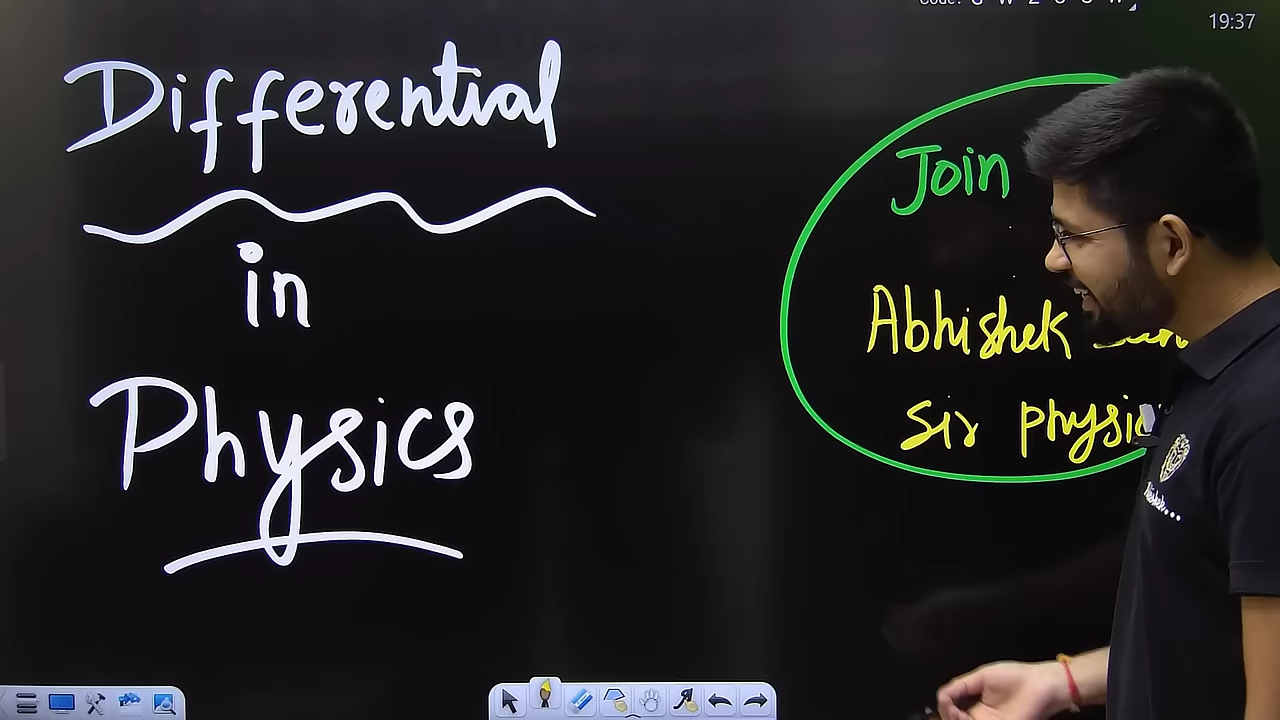 19:37
Differential
in
Physics
Join
Abhishek
Sir Physic